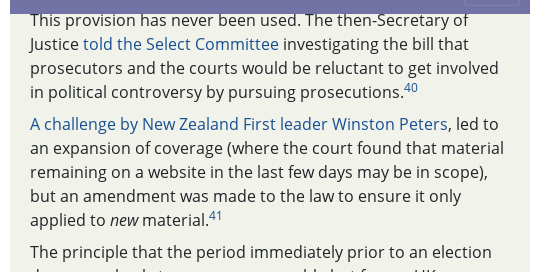 This provision has never been used. The then-Secretary of
Justice told the Select Committee investigating the bill that
prosecutors and the courts would be reluctant to get involved
in political controversy by pursuing prosecutions.40
A challenge by New Zealand First leader Winston Peters, led to
an expansion of coverage (where the court found that material
remaining on a website in the last few days may be in scope),
but an amendment was made to the law to ensure it only
applied to new material.41
The principle that the period immediately prior to an election